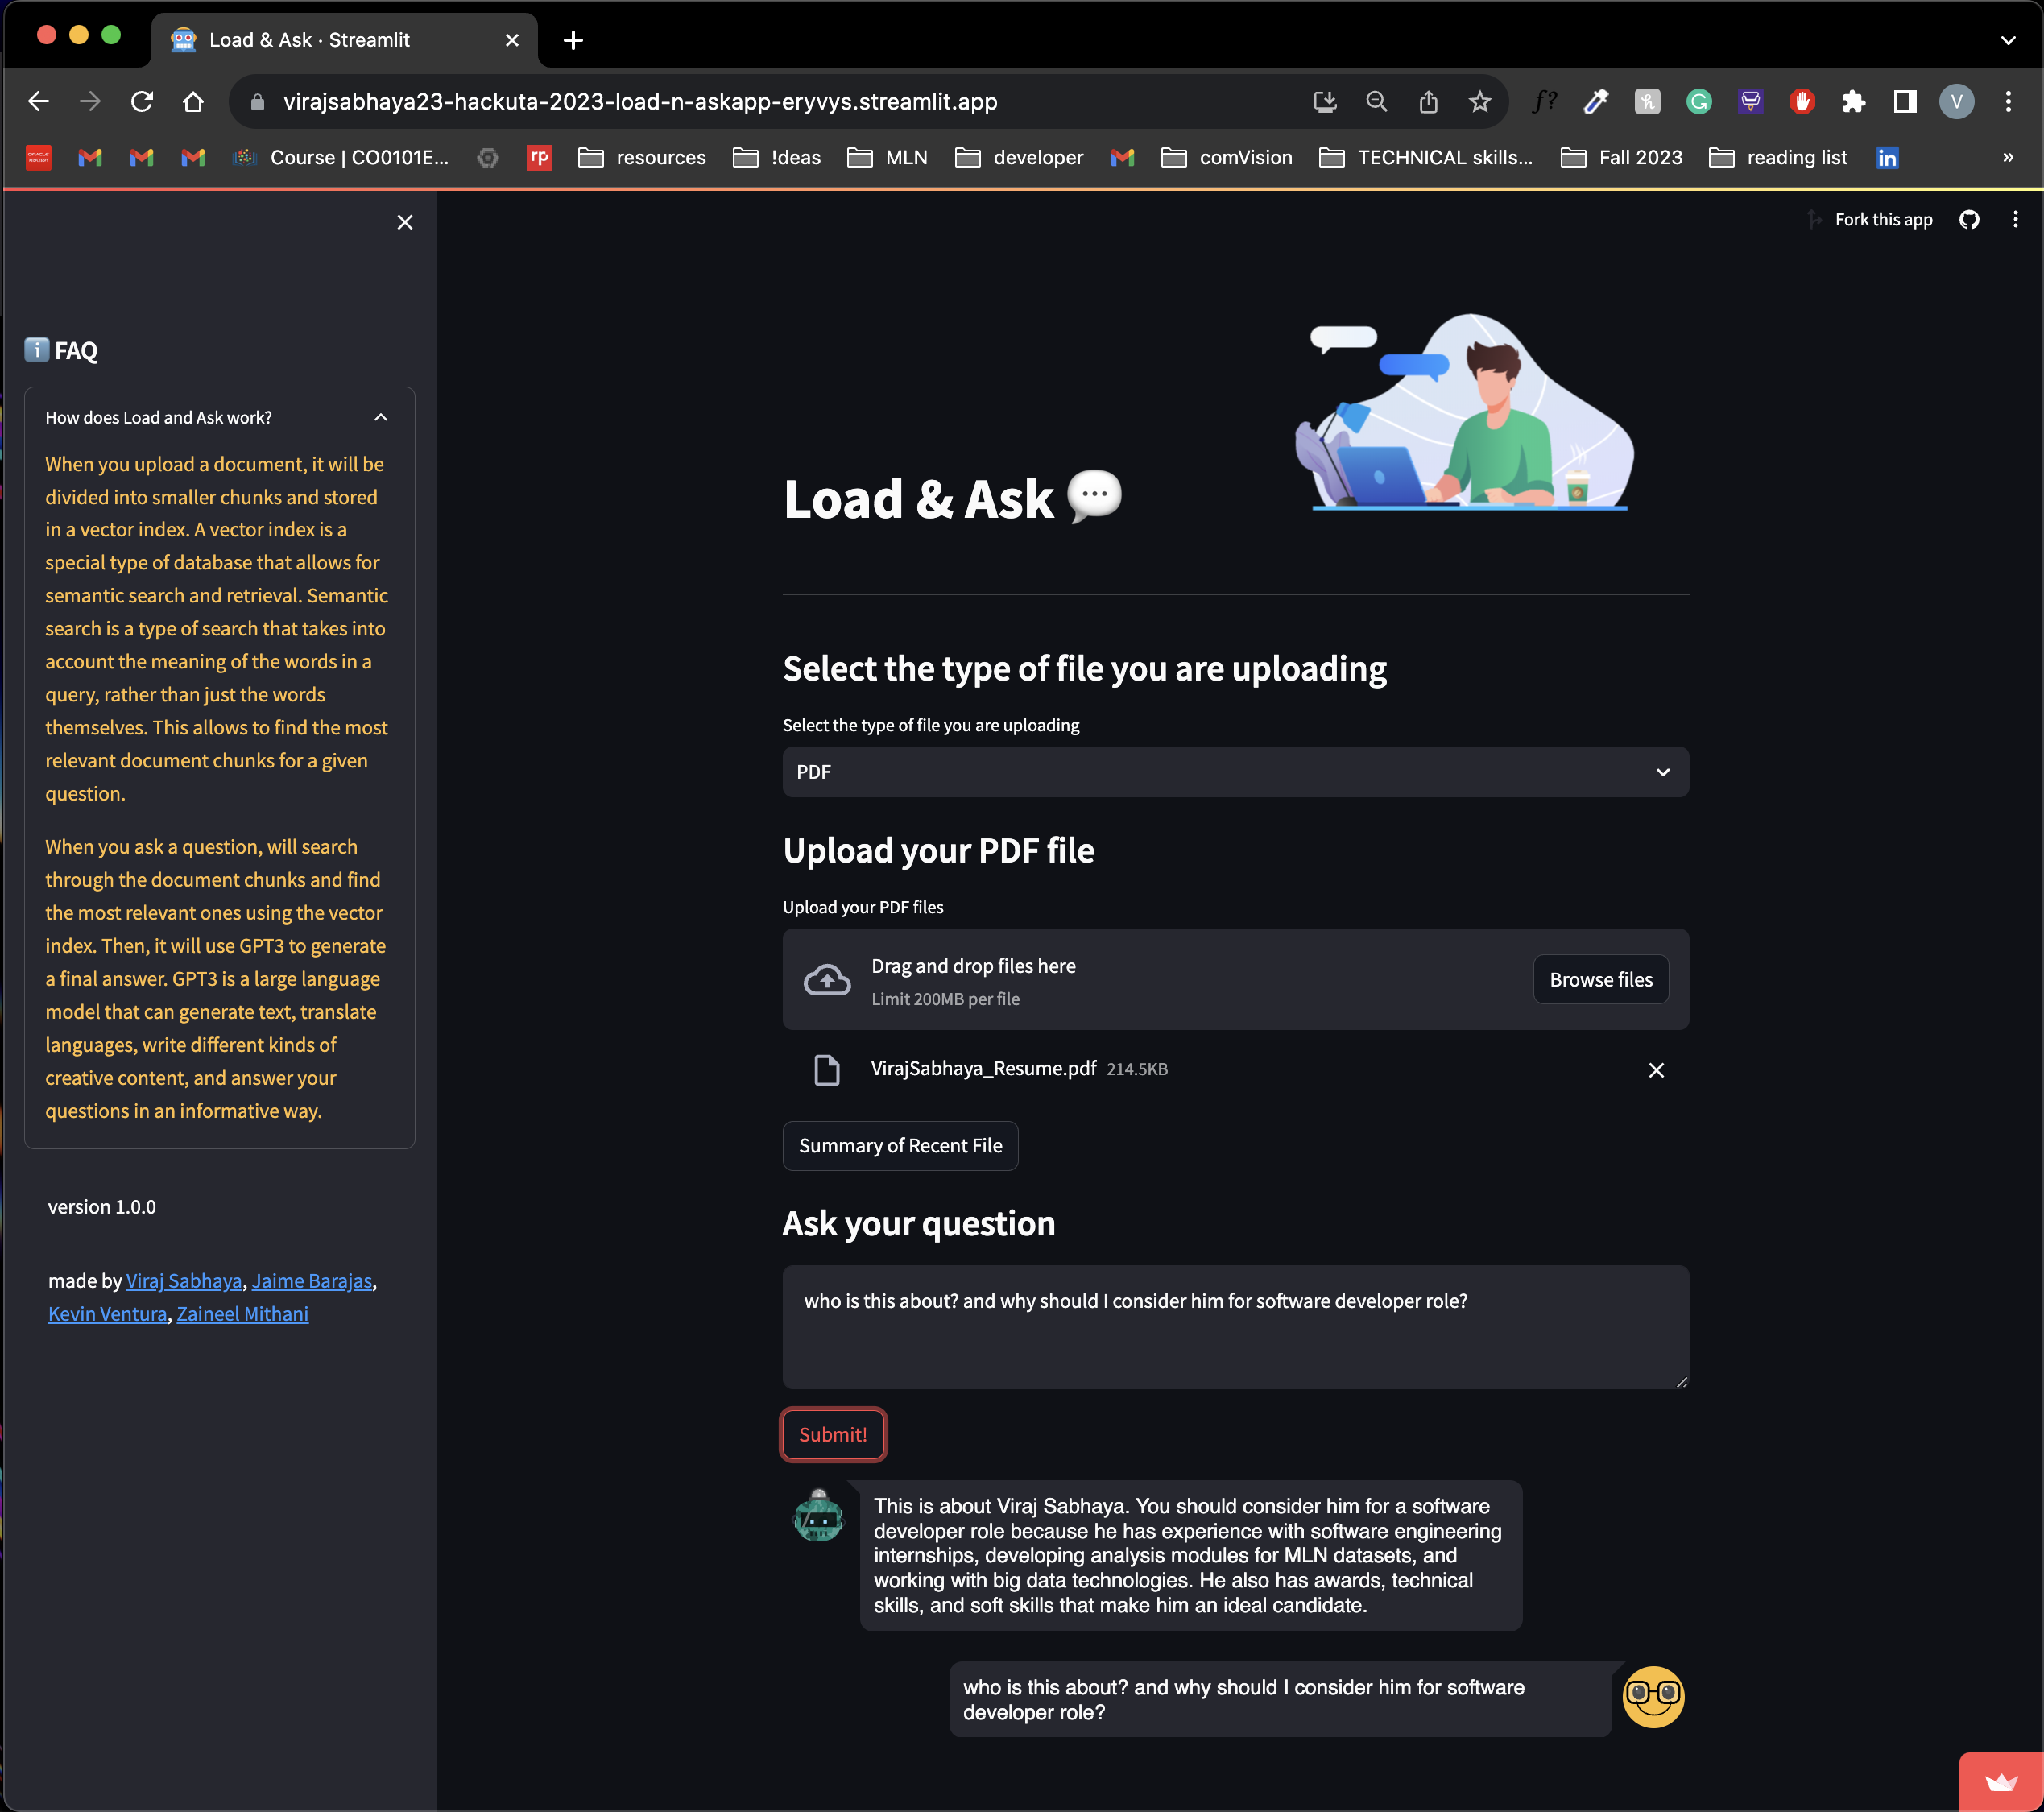 Load & Ask · Streamlit
virajsabhaya23-hackuta-2023-load-n-askapp-eryvys.streamlit.app
f?
V
Course | CO0101E...
rp
resources
!deas
MLN
developer
comVision
TECHNICAL skills...
Fall 2023
reading list
in
»
Fork this app
FAQ
How does Load and Ask work?
When you upload a document, it will be
divided into smaller chunks and stored
in a vector index. A vector index is a
special type of database that allows for
semantic search and retrieval. Semantic
search is a type of search that takes into
account the meaning of the words in a
query, rather than just the words
themselves. This allows to find the most
relevant document chunks for a given
question.
When you ask a question, will search
through the document chunks and find
the most relevant ones using the vector
index. Then, it will use GPT3 to generate
a final answer. GPT3 is a large language
model that can generate text, translate
languages, write different kinds of
creative content, and answer your
questions in an informative way.
version 1.0.0
made by Viraj Sabhaya, Jaime Barajas,
Kevin Ventura, Zaineel Mithani
Load & Ask
Select the type of file you are uploading
Select the type of file you are uploading
PDF
Upload your PDF file
Upload your PDF files
Drag and drop files here
Limit 200MB per file
Browse files
VirajSabhaya_Resume.pdf 214.5KB
Summary of Recent File
Ask your question
who is this about? and why should I consider him for software developer role?
Submit!
This is about Viraj Sabhaya. You should consider him for a software
developer role because he has experience with software engineering
internships, developing analysis modules for MLN datasets, and
working with big data technologies. He also has awards, technical
skills, and soft skills that make him an ideal candidate.
who is this about? and why should I consider him for software
developer role?